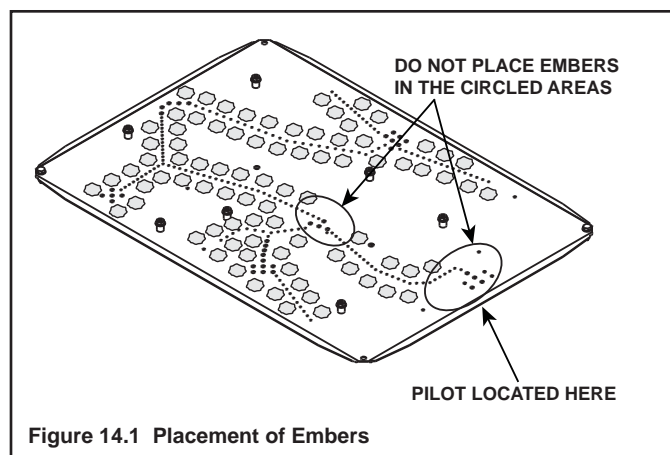 DO NOT PLACE EMBERS
IN THE CIRCLED AREAS
PILOT LOCATED HERE
Figure 14.1 Placement of Embers